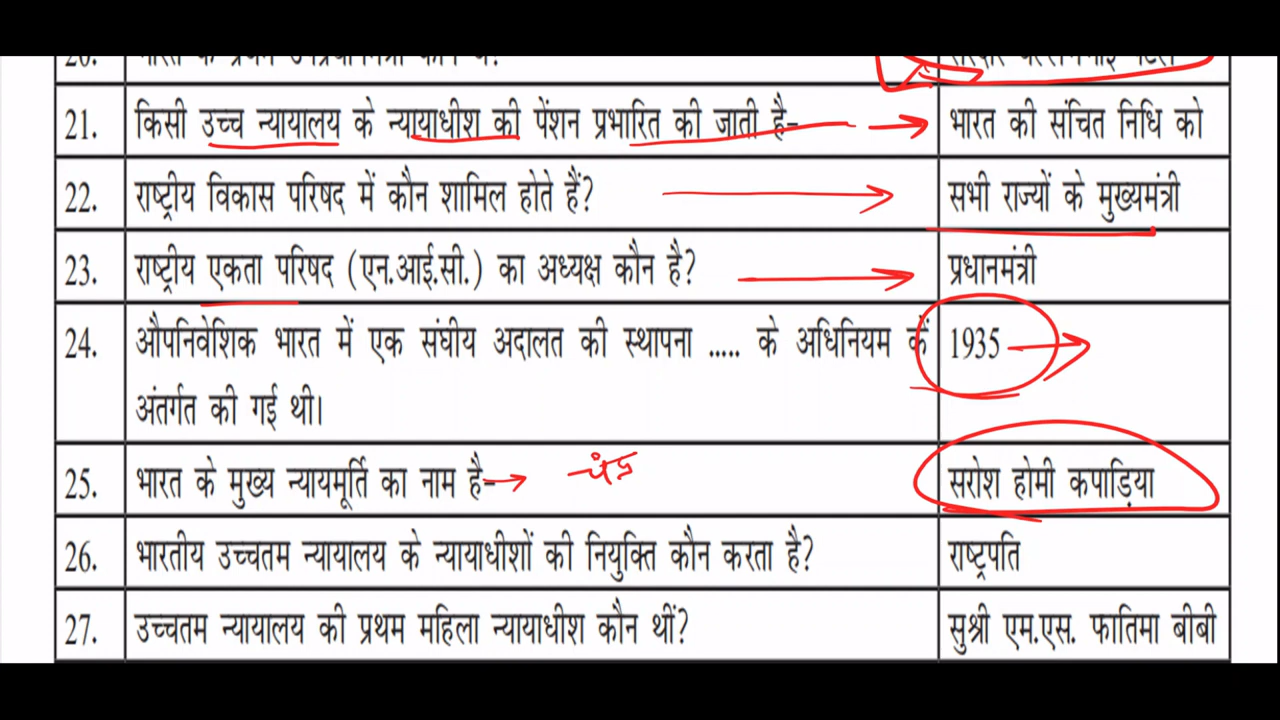 21. किसी उच्च न्यायालय के न्यायाधीश की पेंशन प्रभारित की जाती है- भारत की संचित निधि को
22. राष्ट्रीय विकास परिषद में कौन शामिल होते हैं? सभी राज्यों के मुख्यमंत्री
23. राष्ट्रीय एकता परिषद (एन.आई.सी.) का अध्यक्ष कौन है? प्रधानमंत्री
24. औपनिवेशिक भारत में एक संघीय अदालत की स्थापना ..... के अधिनियम के 1935
अंतर्गत की गई थी।
25. भारत के मुख्य न्यायमूर्ति का नाम है- सरोश होमी कपाड़िया
26. भारतीय उच्चतम न्यायालय के न्यायाधीशों की नियुक्ति कौन करता है? राष्ट्रपति
27. उच्चतम न्यायालय की प्रथम महिला न्यायाधीश कौन थीं? सुश्री एम.एस. फातिमा बीबी